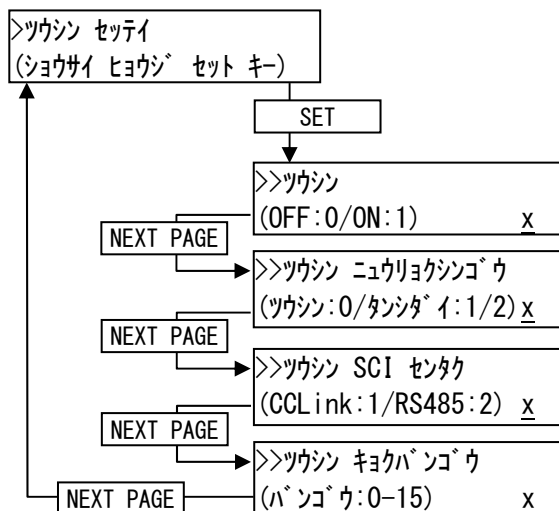 >ﾂｳｼﾝ ｾｯﾃｲ
(ｼｮｳｻｲ ﾋｮｳｼﾞ ｾｯﾄ ｷｰ)
SET
>>ﾂｳｼﾝ
(OFF:0/ON:1) x
NEXT PAGE
>>ﾂｳｼﾝ ﾆｭｳﾘｮｸｼﾝｺﾞｳ
(ﾂｳｼﾝ:0/ﾀﾝｼﾀﾞｲ:1/2) x
NEXT PAGE
>>ﾂｳｼﾝ SCI ｾﾝﾀｸ
(CCLink:1/RS485:2) x
NEXT PAGE
>>ﾂｳｼﾝ ｷｮｸﾊﾞﾝｺﾞｳ
(ﾊﾞﾝｺﾞｳ:0-15) x
NEXT PAGE